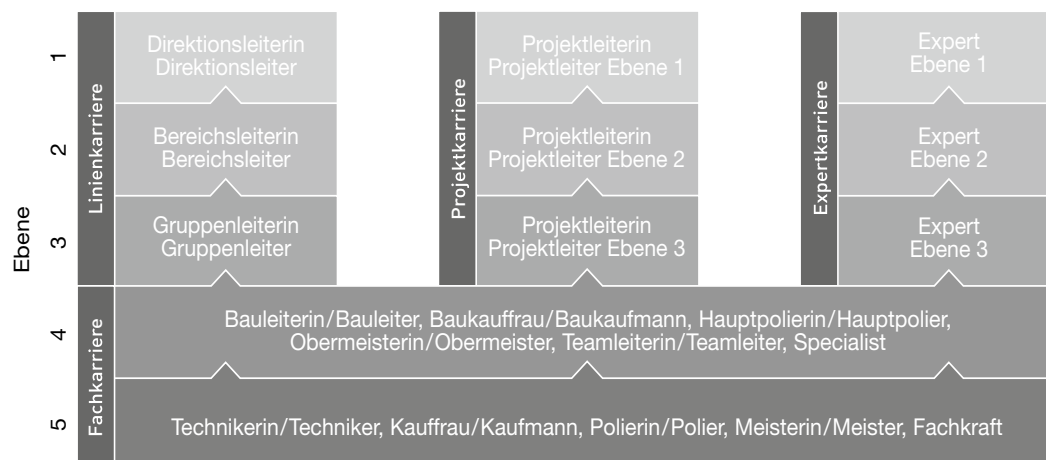 Ebene
1
2
3
4
5
Linienkarriere
Direktionsleiterin
Direktionsleiter
Bereichsleiterin
Bereichsleiter
Gruppenleiterin
Gruppenleiter
Projektkarriere
Projektleiterin
Projektleiter Ebene 1
Projektleiterin
Projektleiter Ebene 2
Projektleiterin
Projektleiter Ebene 3
Expertkarriere
Expert
Ebene 1
Expert
Ebene 2
Expert
Ebene 3
Fachkarriere
Bauleiterin/Bauleiter, Baukauffrau/Baukaufmann, Hauptpolierin/Hauptpolier,
Obermeisterin/Obermeister, Teamleiterin/Teamleiter, Specialist
Technikerin/Techniker, Kauffrau/Kaufmann, Polierin/Polier, Meisterin/Meister, Fachkraft